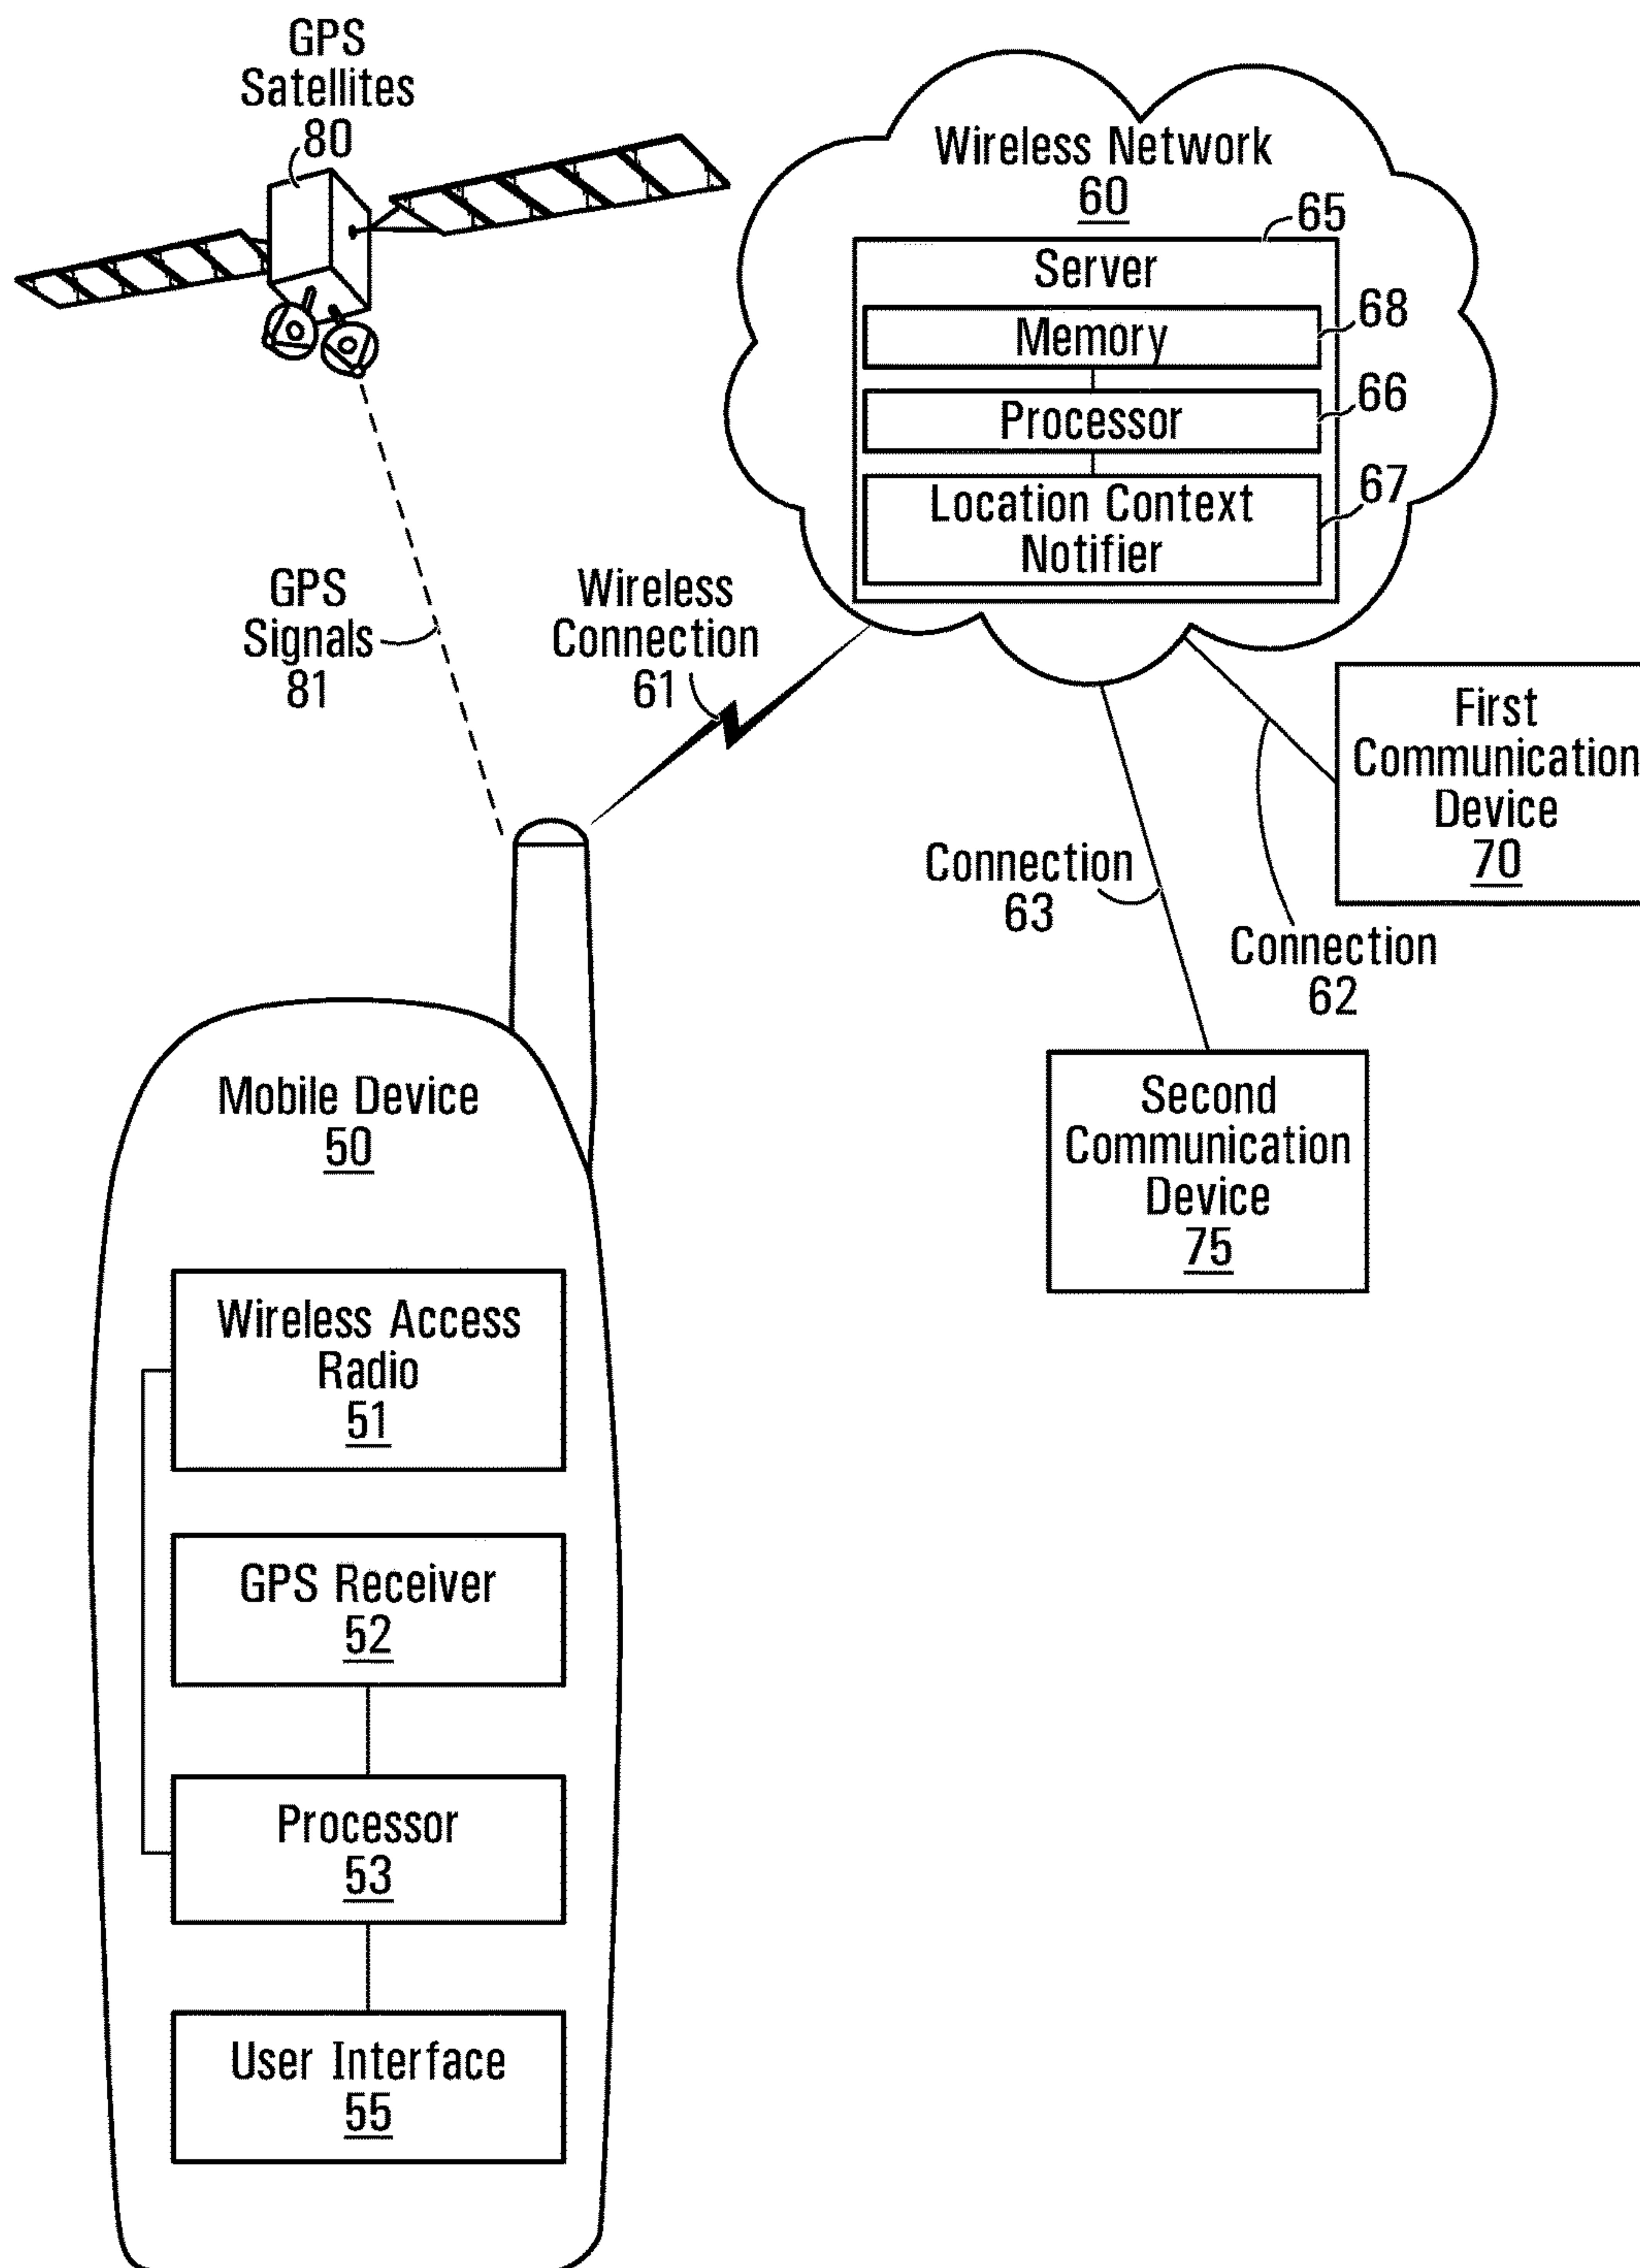 GPS
Satellites
80
Wireless Network
60
65
Server
Memory
68
Processor
66
Location Context
Notifier
67
GPS
Signals
81
Wireless
Connection
61
First
Communication
Device
70
Connection
63
Connection
62
Second
Communication
Device
75
Mobile Device
50
Wireless Access
Radio
51
GPS Receiver
52
Processor
53
User Interface
55